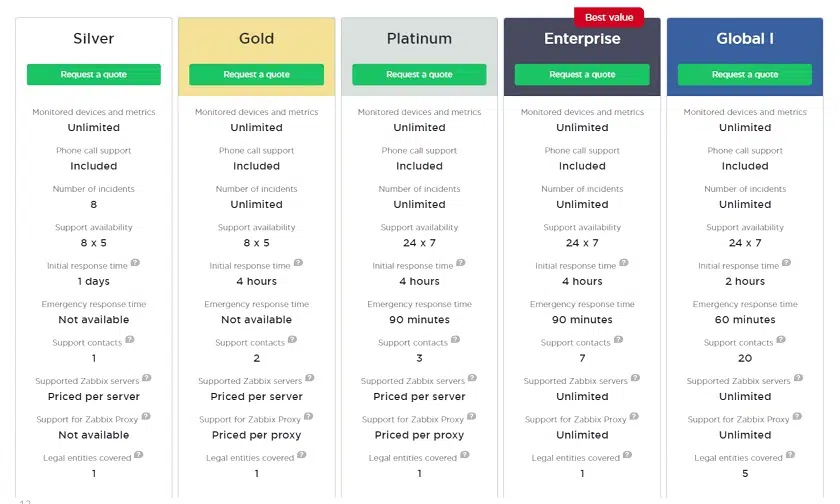 Best value
Silver
Request a quote
Monitored devices and metrics
Unlimited
Phone call support
Included
Number of incidents
8
Support availability
8 x 5
Initial response time ?
1 days
Emergency response time
Not available
Support contacts ?
1
Supported Zabbix servers ?
Priced per server
Support for Zabbix Proxy ?
Not available
Legal entities covered ?
1
Gold
Request a quote
Monitored devices and metrics
Unlimited
Phone call support
Included
Number of incidents
Unlimited
Support availability
8 x 5
Initial response time ?
4 hours
Emergency response time
Not available
Support contacts ?
2
Supported Zabbix servers ?
Priced per server
Support for Zabbix Proxy ?
Priced per proxy
Legal entities covered ?
1
Platinum
Request a quote
Monitored devices and metrics
Unlimited
Phone call support
Included
Number of incidents
Unlimited
Support availability
24 x 7
Initial response time ?
4 hours
Emergency response time
90 minutes
Support contacts ?
3
Supported Zabbix servers ?
Priced per server
Support for Zabbix Proxy ?
Priced per proxy
Legal entities covered ?
1
Enterprise
Request a quote
Monitored devices and metrics
Unlimited
Phone call support
Included
Number of incidents
Unlimited
Support availability
24 x 7
Initial response time ?
4 hours
Emergency response time
90 minutes
Support contacts ?
7
Supported Zabbix servers ?
Unlimited
Support for Zabbix Proxy ?
Unlimited
Legal entities covered ?
1
Global I
Request a quote
Monitored devices and metrics
Unlimited
Phone call support
Included
Number of incidents
Unlimited
Support availability
24 x 7
Initial response time ?
2 hours
Emergency response time
60 minutes
Support contacts ?
20
Supported Zabbix servers ?
Unlimited
Support for Zabbix Proxy ?
Unlimited
Legal entities covered ?
5